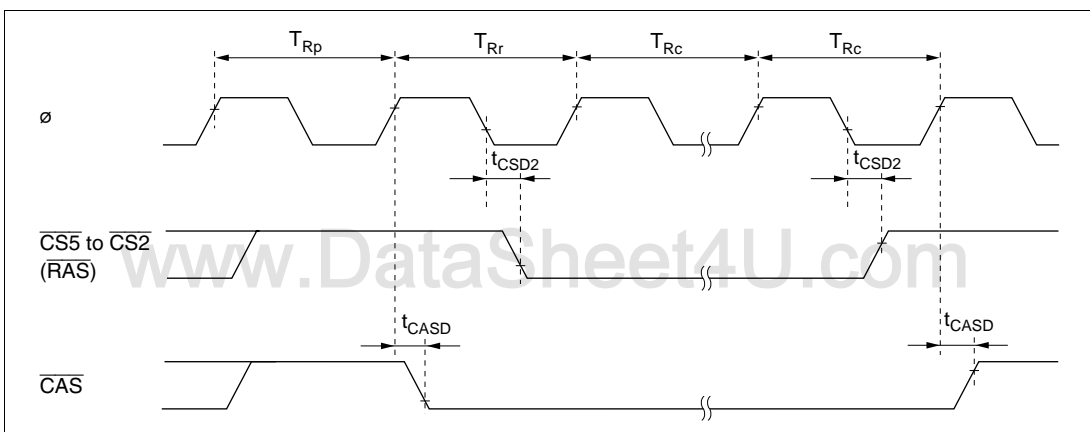 TRp TRr TRc TRc
ø
tCSD2 tCSD2
CS5 to CS2
(RAS)
www.DataSheet4U.com
tCASD tCASD
CAS